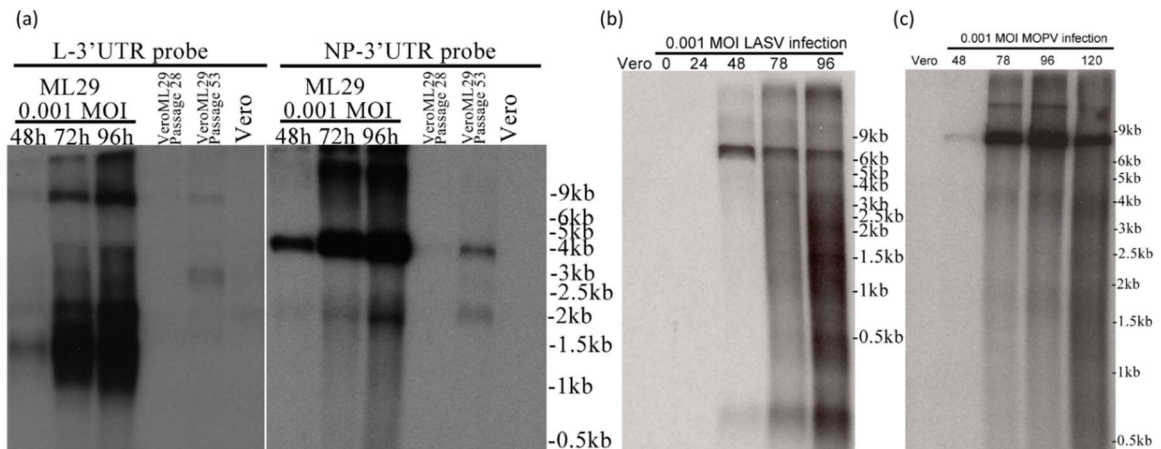 (a)
L-3'UTR probe
NP-3'UTR probe
ML29
0.001 MOI
48h 72h 96h
VeroML29
Passage 28
VeroML29
Passage 53
Vero
ML29
0.001 MOI
48h 72h 96h
VeroML29
Passage 28
VeroML29
Passage 53
Vero
-9kb
-6kb
-5kb
-4kb
-3kb
-2.5kb
-2kb
-1.5kb
-1kb
-0.5kb
(b)
0.001 MOI LASV infection
Vero 0 24 48 78 96
-9kb
-6kb
-5kb
-4kb
-3kb
-2.5kb
-2kb
-1.5kb
-1kb
-0.5kb
(c)
0.001 MOI MOPV infection
Vero 48 78 96 120
-9kb
-6kb
-5kb
-4kb
-3kb
-2.5kb
-2kb
-1.5kb
-1kb
-0.5kb